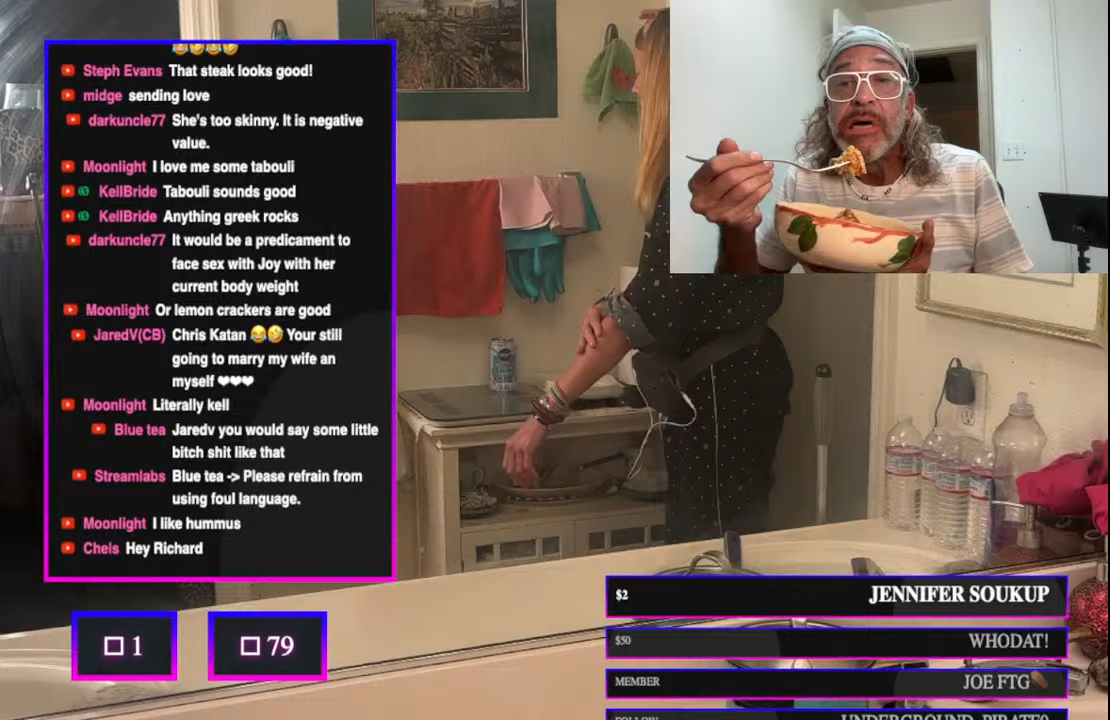 Steph Evans That steak looks good!
midge sending love
darkuncle77 She's too skinny. It is negative
value.
Moonlight I love me some tabouli
KellBride Tabouli sounds good
KellBride Anything greek rocks
darkuncle77 It would be a predicament to
face sex with Joy with her
current body weight
Moonlight Or lemon crackers are good
JaredV(CB) Chris Katan 😂🤣 Your still
going to marry my wife an
myself ❤❤❤
Moonlight Literally kell
Blue tea Jaredv you would say some little
bitch shit like that
Streamlabs Blue tea -> Please refrain from
using foul language.
Moonlight I like hummus
Chels Hey Richard
1
79
$2 JENNIFER SOUKUP
$50 WHODAT!
MEMBER JOE FTG